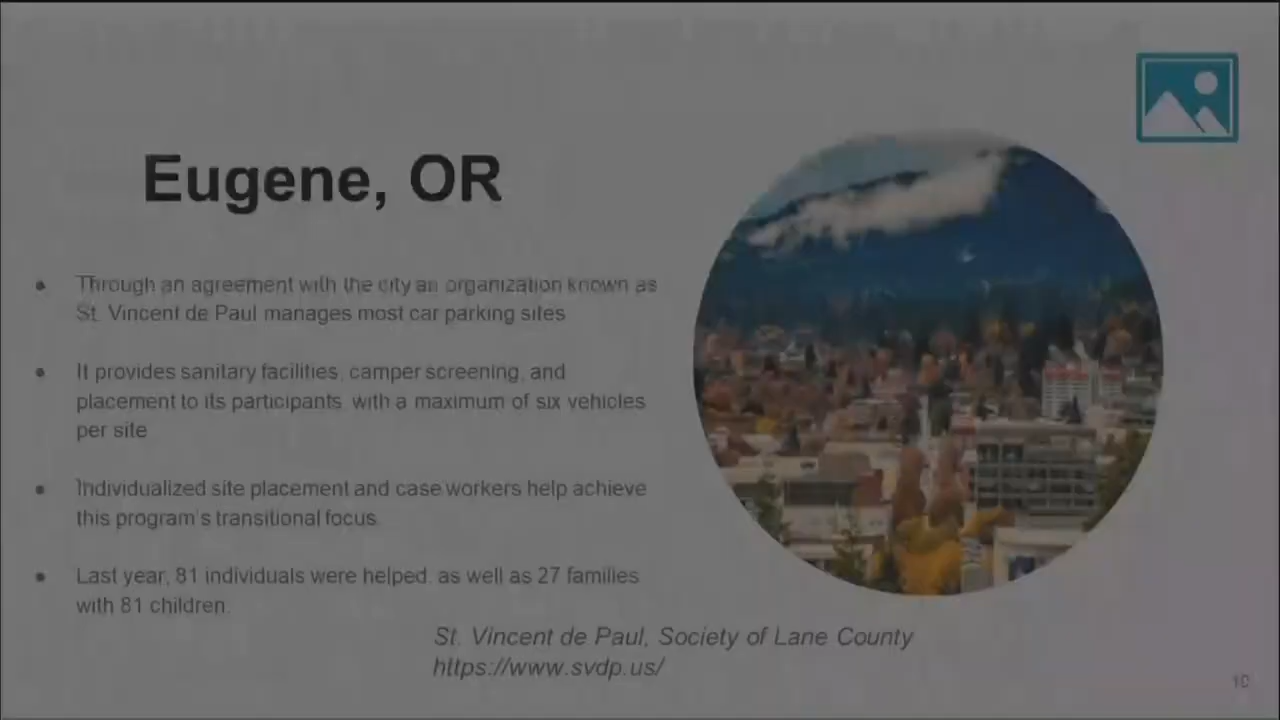 Eugene, OR
● Through an agreement with the city an organization known as
St. Vincent de Paul manages most car parking sites
● It provides sanitary facilities, camper screening, and
placement to its participants with a maximum of six vehicles
per site
● Individualized site placement and case workers help achieve
this program's transitional focus.
● Last year, 81 individuals were helped, as well as 27 families
with 81 children.
St. Vincent de Paul, Society of Lane County
https://www.svdp.us/
10